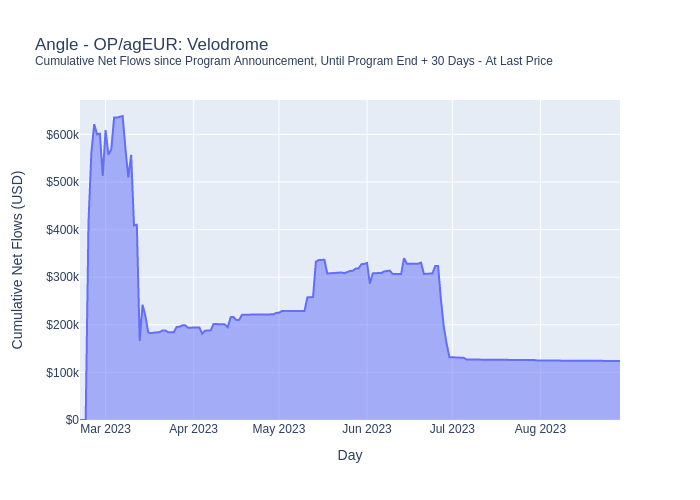 Angle - OP/agEUR: Velodrome
Cumulative Net Flows since Program Announcement, Until Program End + 30 Days - At Last Price
Cumulative Net Flows (USD)
$600k
$500k
$400k
$300k
$200k
$100k
$0
Mar 2023 Apr 2023 May 2023 Jun 2023 Jul 2023 Aug 2023
Day